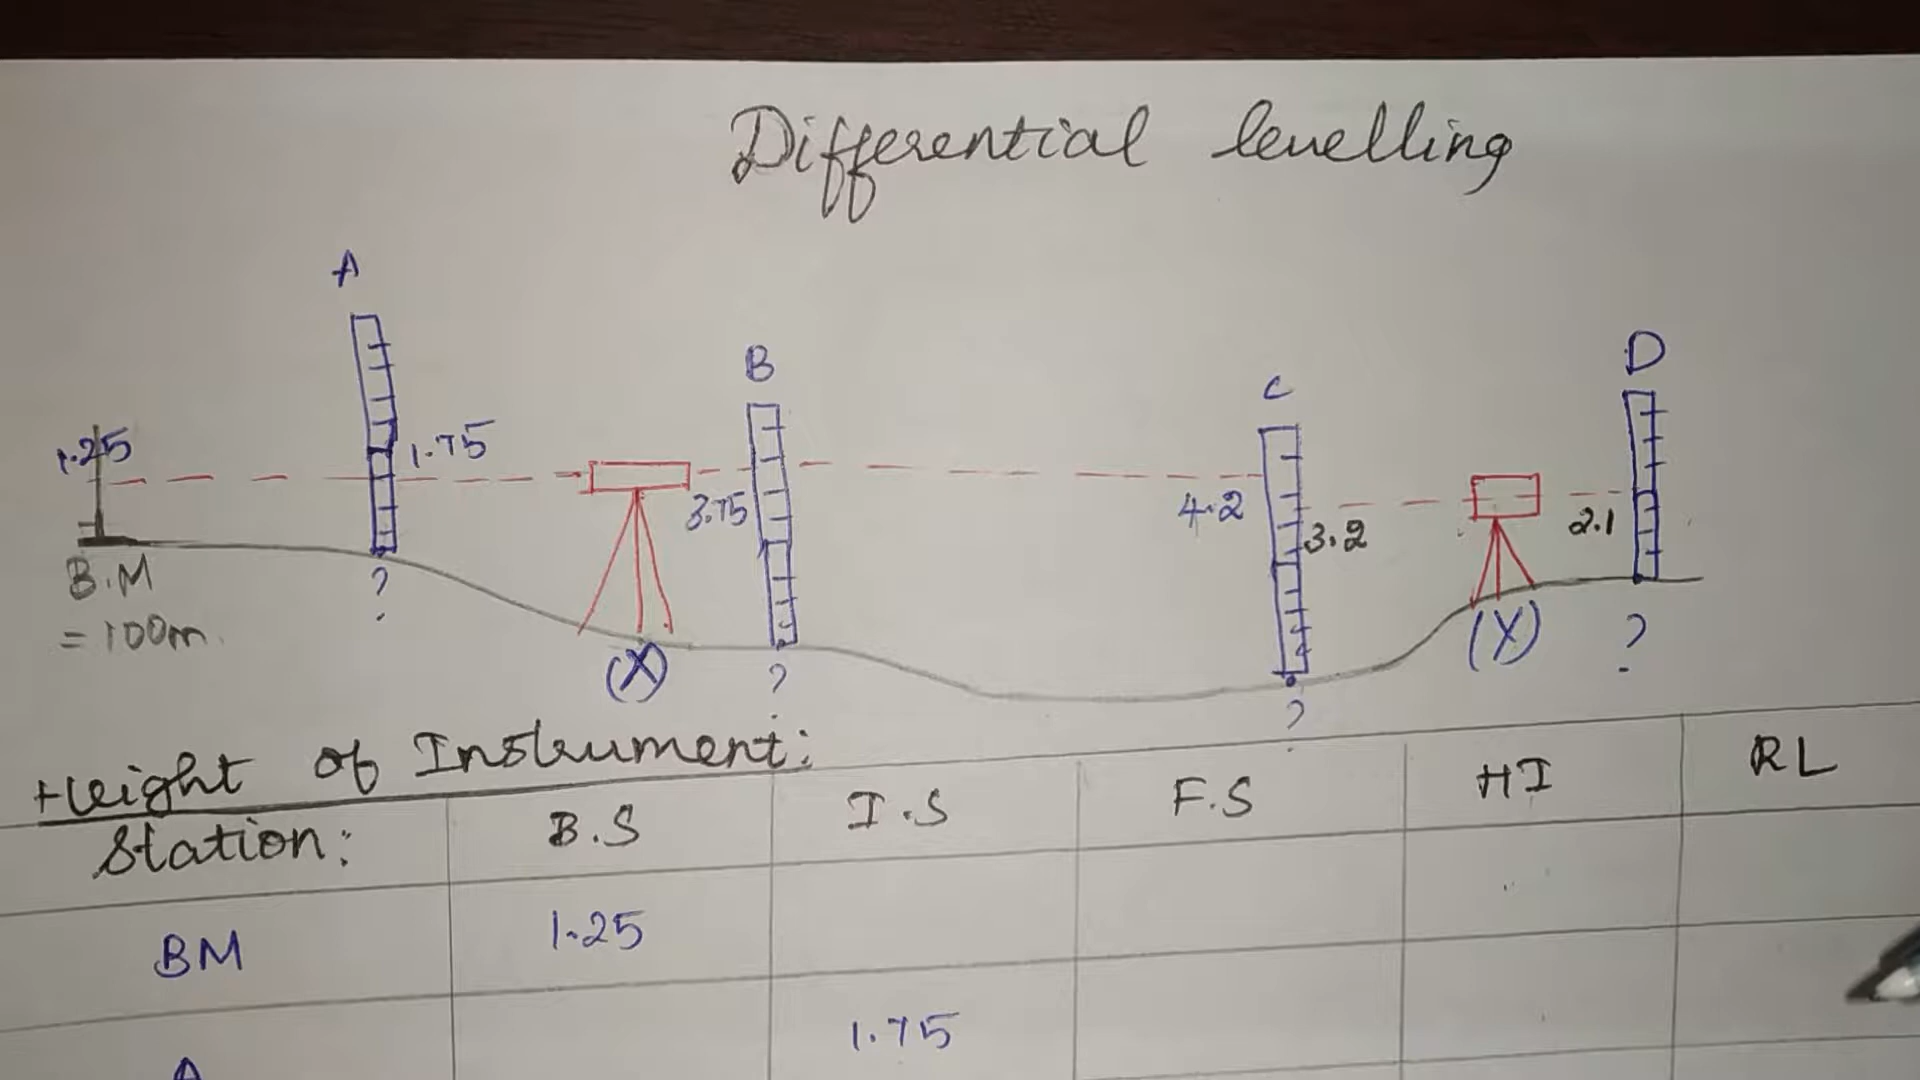 Differential levelling
A
B
C
D
1.25
1.75
3.75
4.2
3.2
2.1
B.M
= 100m.
?
(X)
?
?
(Y)
?
Height of Instrument:
Station:
B.S
I.S
F.S
HI
RL
BM
1.25
A
1.75